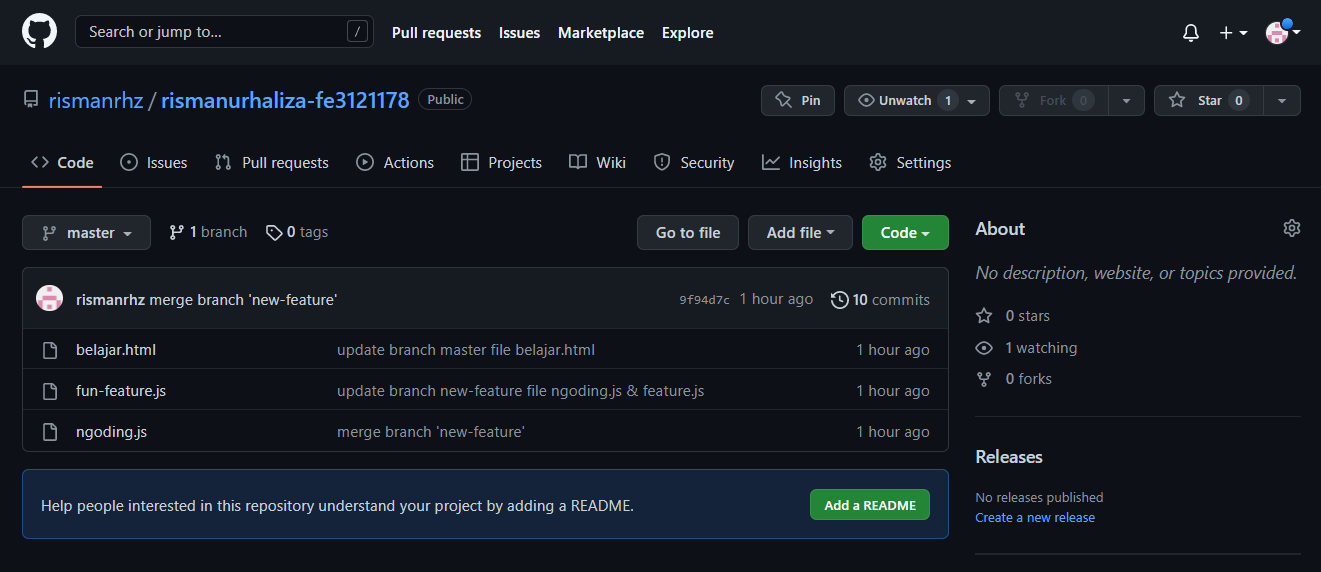 Search or jump to... /
Pull requests Issues Marketplace Explore
rismanrhz / rismanurhaliza-fe3121178 Public
Pin Unwatch 1 Fork 0 Star 0
Code Issues Pull requests Actions Projects Wiki Security Insights Settings
master 1 branch 0 tags Go to file Add file Code
rismanrhz merge branch 'new-feature' 9f94d7c 1 hour ago 10 commits
belajar.html update branch master file belajar.html 1 hour ago
fun-feature.js update branch new-feature file ngoding.js & feature.js 1 hour ago
ngoding.js merge branch 'new-feature' 1 hour ago
Help people interested in this repository understand your project by adding a README. Add a README
About
No description, website, or topics provided.
0 stars
1 watching
0 forks
Releases
No releases published
Create a new release